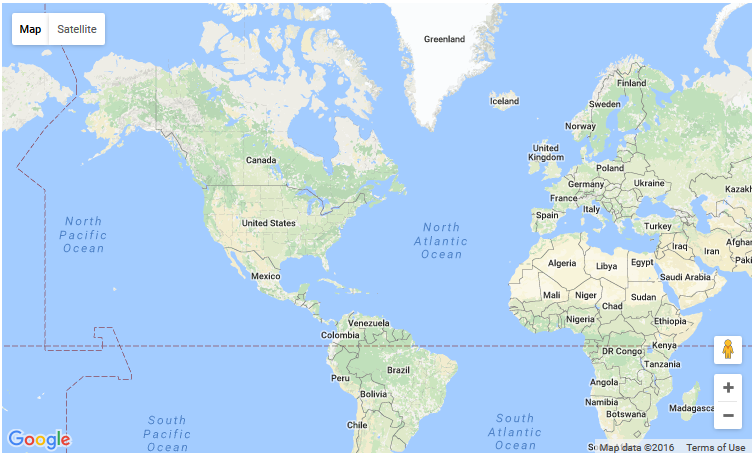 Map Satellite
Greenland
Iceland
Finland
Sweden
Norway
Canada
United
Kingdom
Poland
Germany
Ukraine
Kazakh
France
Italy
Spain
Turkey
United States
North
Pacific
Ocean
North
Atlantic
Ocean
Iraq
Iran
Afghan
Paki
Algeria
Libya
Egypt
Saudi Arabia
Mexico
Mali
Niger
Chad
Sudan
Nigeria
Ethiopia
Venezuela
Colombia
DR Congo
Kenya
Tanzania
Peru
Brazil
Angola
Bolivia
Namibia
Botswana
Madagasca
Chile
South
Pacific
Ocean
South
Atlantic
Ocean
+
−
Google
Map data ©2016 Terms of Use